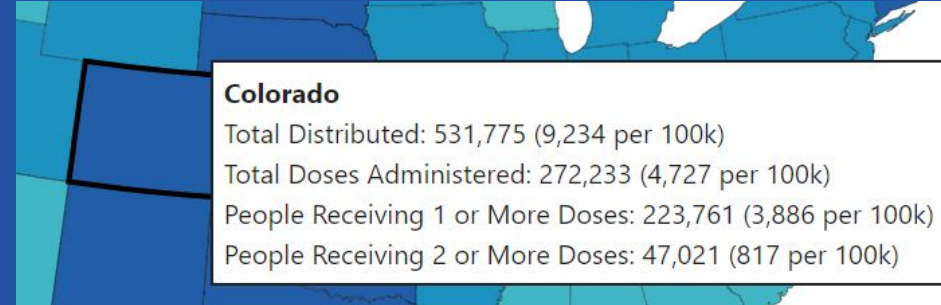 Colorado
Total Distributed: 531,775 (9,234 per 100k)
Total Doses Administered: 272,233 (4,727 per 100k)
People Receiving 1 or More Doses: 223,761 (3,886 per 100k)
People Receiving 2 or More Doses: 47,021 (817 per 100k)